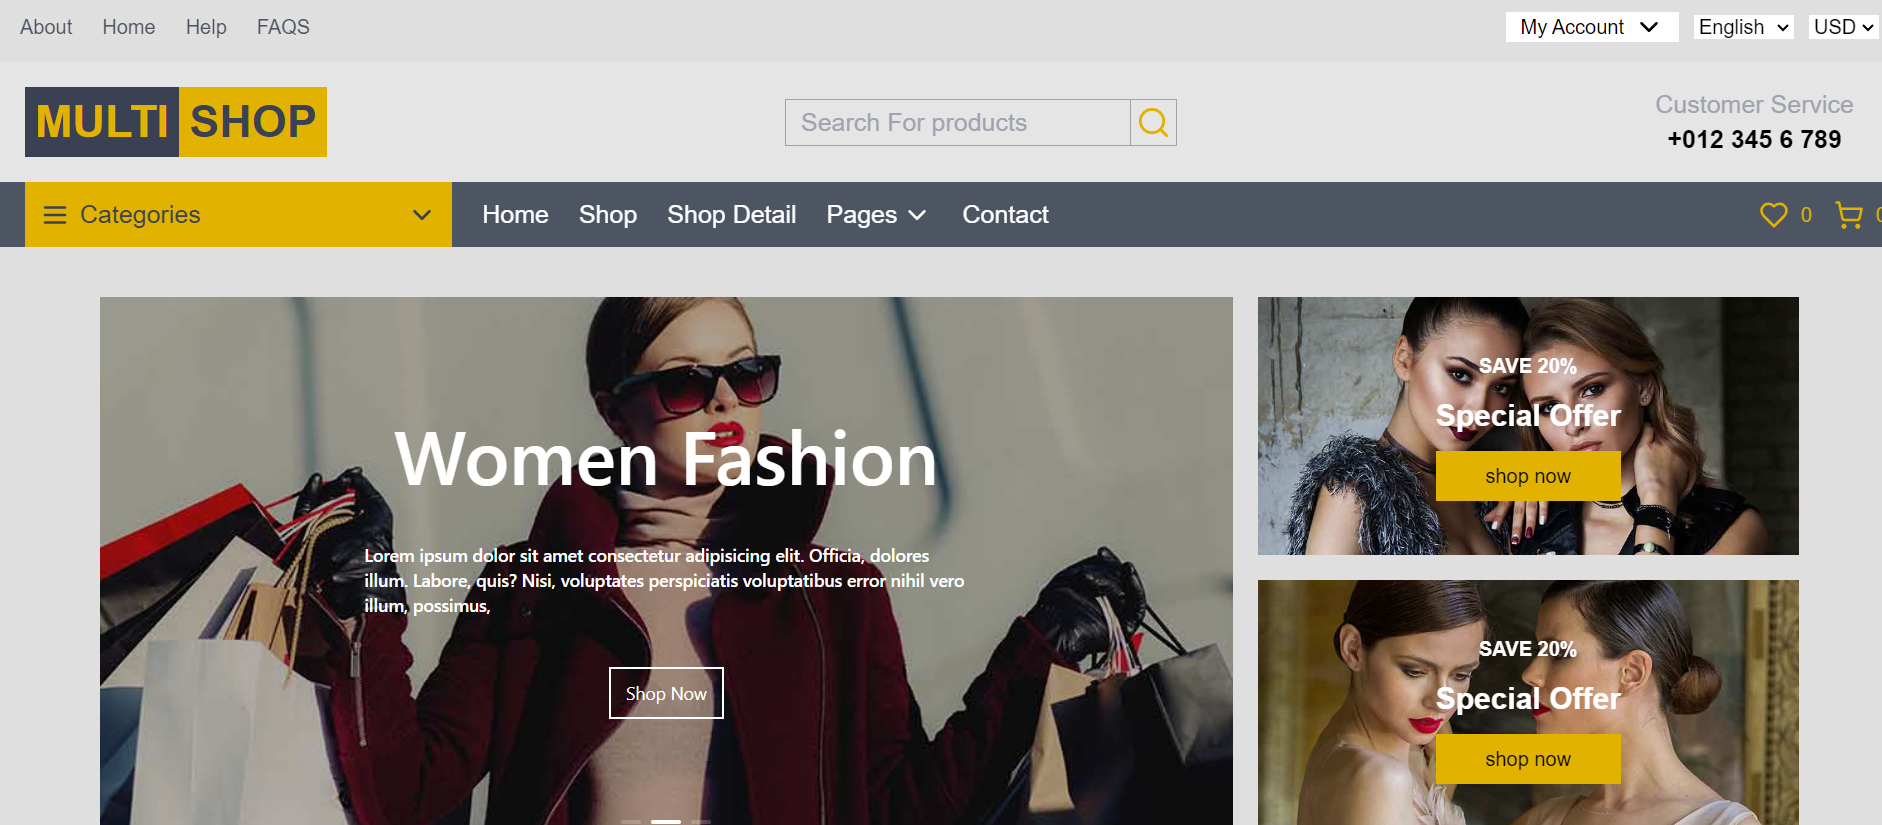 About Home Help FAQS My Account English USD
MULTI SHOP
Search For products
Customer Service
+012 345 6 789
Categories Home Shop Shop Detail Pages Contact 0 0
Women Fashion
Lorem ipsum dolor sit amet consectetur adipisicing elit. Officia, dolores
illum. Labore, quis? Nisi, voluptates perspiciatis voluptatibus error nihil vero
illum, possimus,
Shop Now
SAVE 20%
Special Offer
shop now
SAVE 20%
Special Offer
shop now